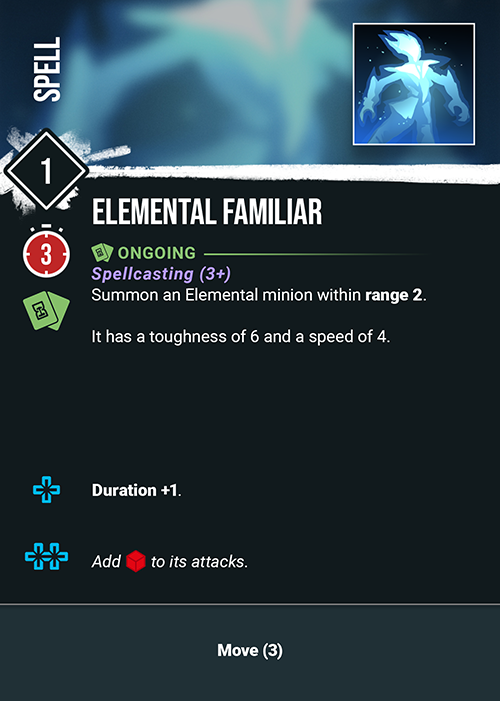 SPELL
1
ELEMENTAL FAMILIAR
3
ONGOING
Spellcasting (3+)
Summon an Elemental minion within range 2.
It has a toughness of 6 and a speed of 4.
Duration +1.
Add to its attacks.
Move (3)